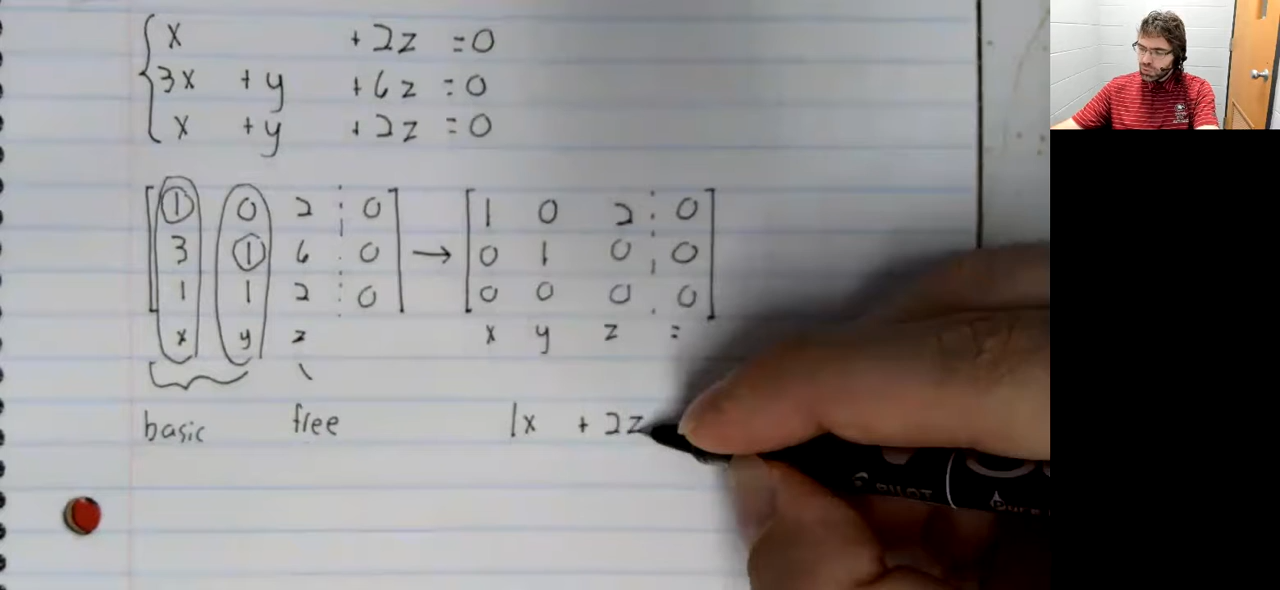 x + 2z = 0
3x + y + 6z = 0
x + y + 2z = 0
1 0 2 0 → 1 0 2 0
3 1 6 0 0 1 0 0
1 1 2 0 0 0 0 0
x y z x y z =
basic free 1x + 2z
PILOT